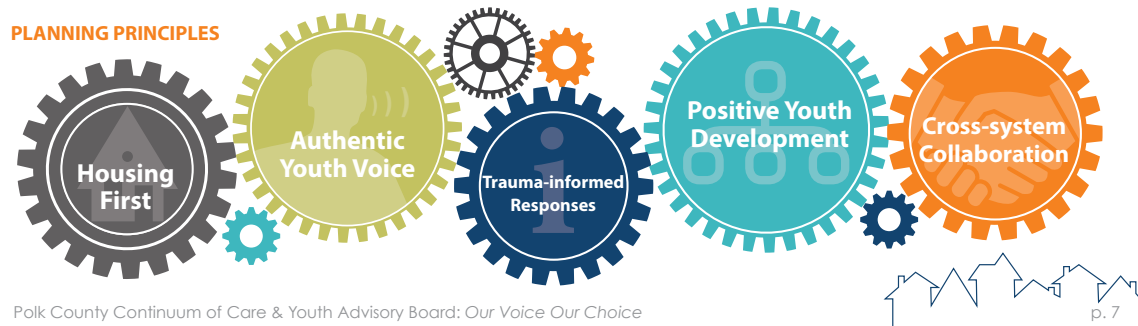 PLANNING PRINCIPLES
Housing
First
Authentic
Youth Voice
Trauma-informed
Responses
Positive Youth
Development
Cross-system
Collaboration
Polk County Continuum of Care & Youth Advisory Board: Our Voice Our Choice
p. 7